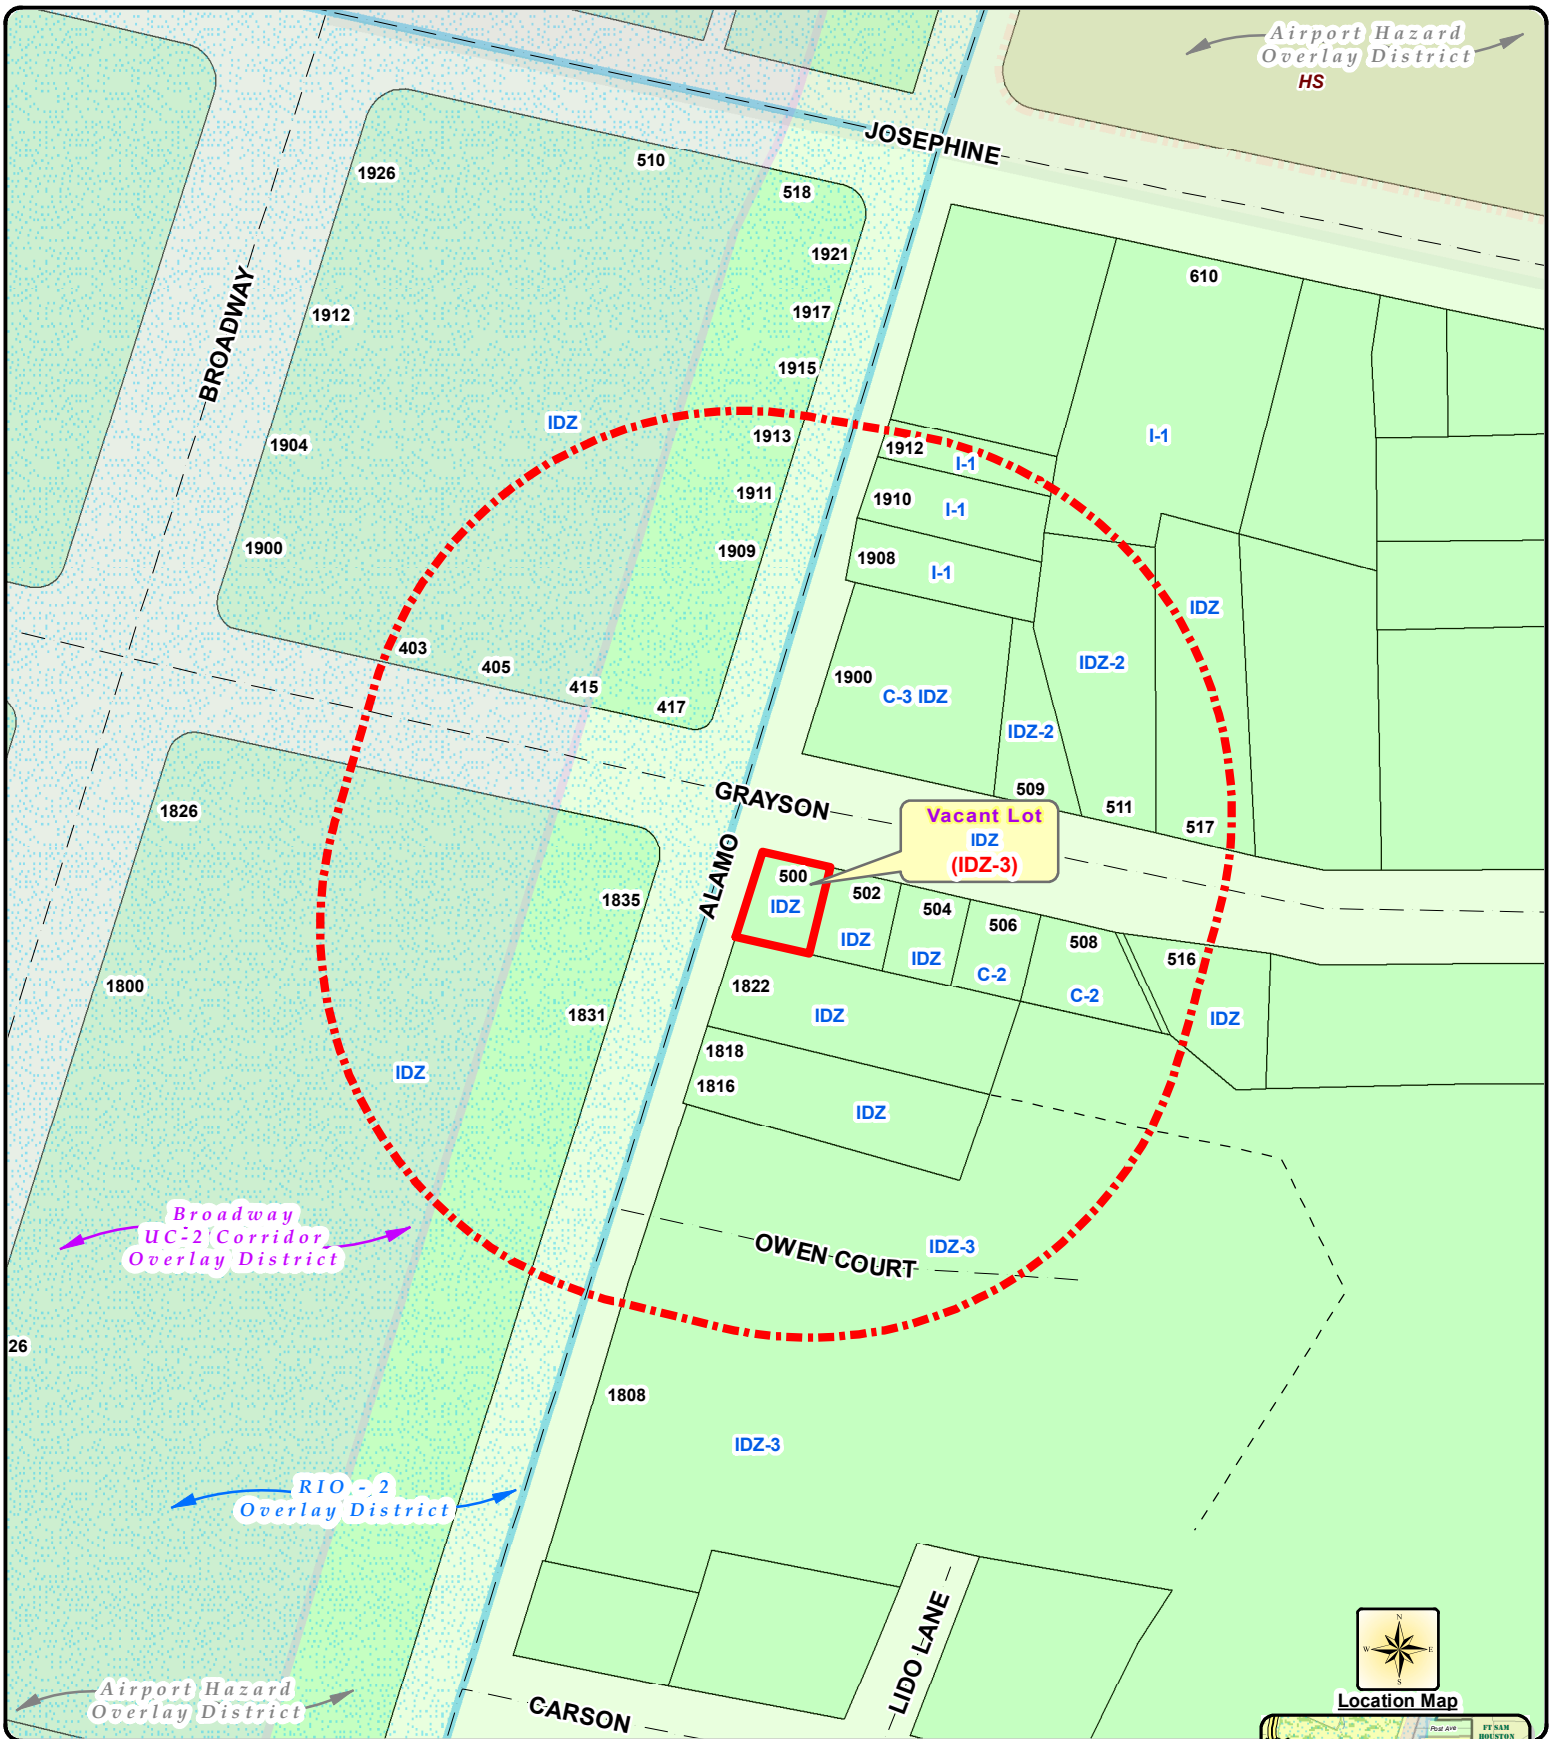 Airport Hazard
Overlay District
HS
JOSEPHINE
510
1926
518
1921
610
BROADWAY
1912
1917
1915
IDZ
1904
1913
1912
I-1
I-1
1911
1910
I-1
1900
1909
1908
I-1
IDZ
403
405
415
417
1900
C-3 IDZ
IDZ-2
IDZ-2
509
511
517
GRAYSON
1826
Vacant Lot
IDZ
(IDZ-3)
ALAMO
500
IDZ
502
IDZ
504
IDZ
506
C-2
508
C-2
516
IDZ
1835
1800
1831
1822
IDZ
1818
1816
IDZ
IDZ
Broadway
UC-2 Corridor
Overlay District
OWEN COURT
IDZ-3
26
1808
IDZ-3
RIO - 2
Overlay District
LIDO LANE
N
W
E
S
Location Map
Airport Hazard
Overlay District
CARSON
Post Ave
FT SAM
HOUSTON